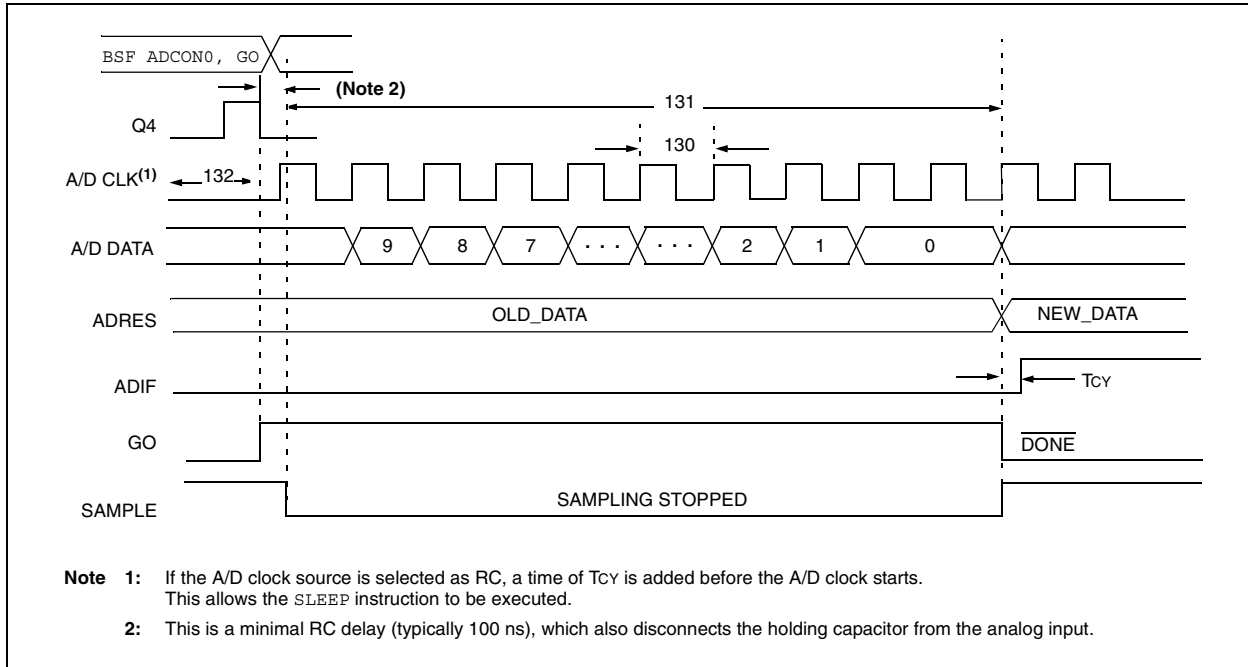 BSF ADCON0, GO
(Note 2)
131
Q4
130
A/D CLK(1)
132
A/D DATA
9 8 7 . . . . . . 2 1 0
ADRES
OLD_DATA
NEW_DATA
ADIF
TCY
GO
DONE
SAMPLE
SAMPLING STOPPED
Note 1: If the A/D clock source is selected as RC, a time of TCY is added before the A/D clock starts.
This allows the SLEEP instruction to be executed.
2: This is a minimal RC delay (typically 100 ns), which also disconnects the holding capacitor from the analog input.